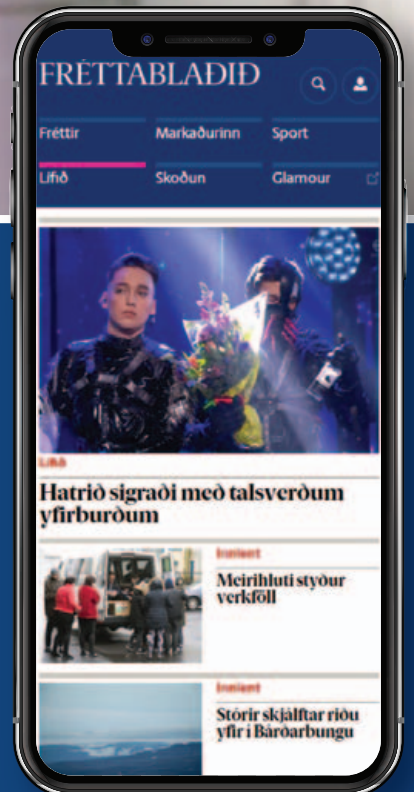 FRÉTTABLAÐIÐ
Fréttir Markaðurinn Sport
Lífið Skoðun Glamour
Lífið
Hatrið sigraði með talsverðum
yfirburðum
Innlent
Meirihluti styður
verkföll
Innlent
Stórir skjálftar riðu
yfir í Bárðarbungu